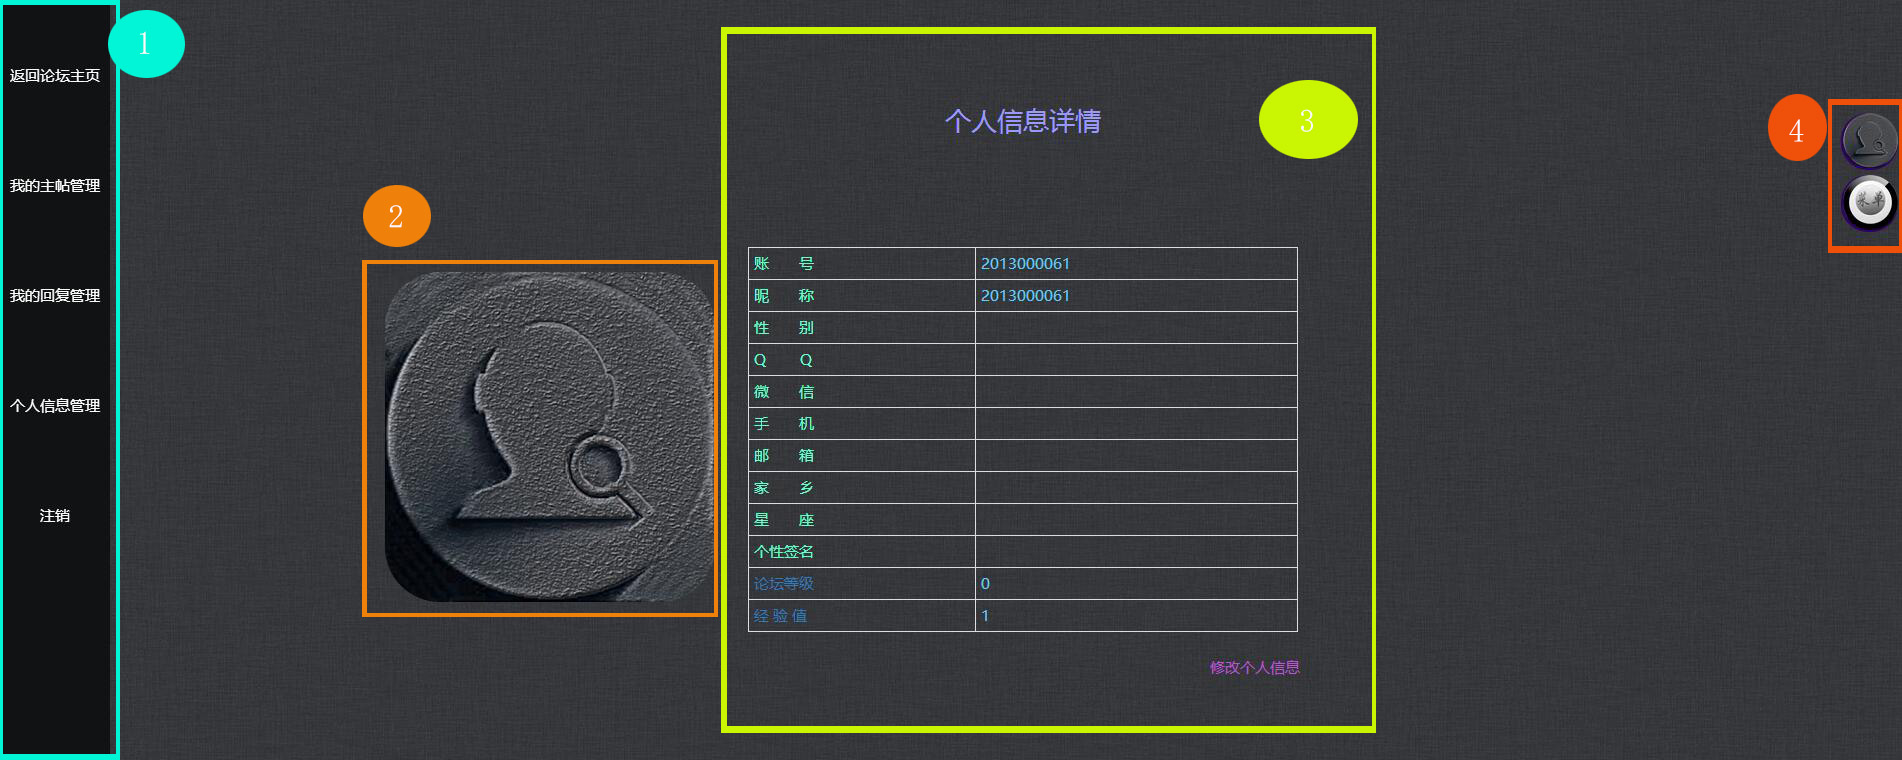 1
返回论坛主页
我的主帖管理
我的回复管理
个人信息管理
注销
2
3
个人信息详情
账 号 2013000061
昵 称 2013000061
性 别
Q Q
微 信
手 机
邮 箱
家 乡
星 座
个性签名
论坛等级 0
经 验 值 1
修改个人信息
4
菜单